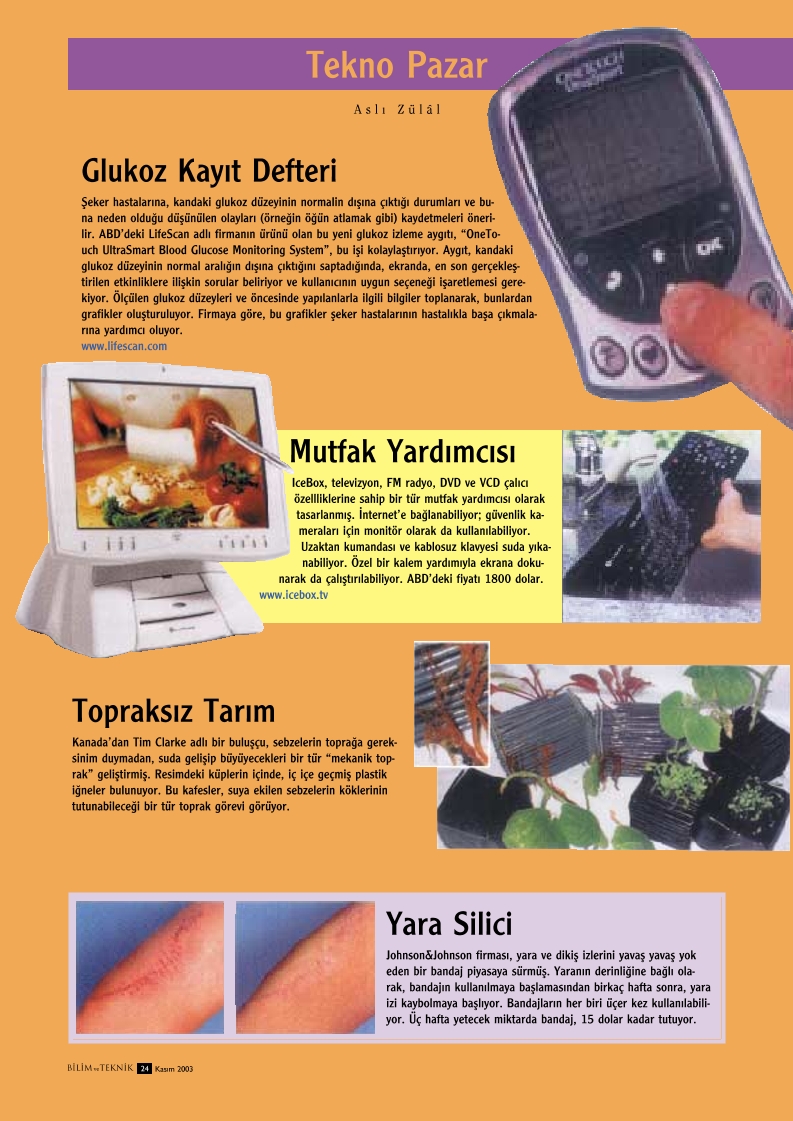 Tekno Pazar
Aslı Zülâl
ONETOUCH
UltraSmart
OK
Glukoz Kayıt Defteri
Şeker hastalarına, kandaki glukoz düzeyinin normalin dışına çıktığı durumları ve bu-
na neden olduğu düşünülen olayları (örneğin öğün atlamak gibi) kaydetmeleri öneri-
lir. ABD’deki LifeScan adlı firmanın ürünü olan bu yeni glukoz izleme aygıtı, “OneTo-
uch UltraSmart Blood Glucose Monitoring System”, bu işi kolaylaştırıyor. Aygıt, kandaki
glukoz düzeyinin normal aralığın dışına çıktığını saptadığında, ekranda, en son gerçekleş-
tirilen etkinliklere ilişkin sorular beliriyor ve kullanıcının uygun seçeneği işaretlemesi gere-
kiyor. Ölçülen glukoz düzeyleri ve öncesinde yapılanlarla ilgili bilgiler toplanarak, bunlardan
grafikler oluşturuluyor. Firmaya göre, bu grafikler şeker hastalarının hastalıkla başa çıkmala-
rına yardımcı oluyor.
www.lifescan.com
Mutfak Yardımcısı
IceBox, televizyon, FM radyo, DVD ve VCD çalıcı
özellliklerine sahip bir tür mutfak yardımcısı olarak
tasarlanmış. İnternet’e bağlanabiliyor; güvenlik ka-
meraları için monitör olarak da kullanılabiliyor.
Uzaktan kumandası ve kablosuz klavyesi suda yıka-
nabiliyor. Özel bir kalem yardımıyla ekrana doku-
narak da çalıştırılabiliyor. ABD’deki fiyatı 1800 dolar.
www.icebox.tv
Topraksız Tarım
Kanada’dan Tim Clarke adlı bir buluşçu, sebzelerin toprağa gerek-
sinim duymadan, suda gelişip büyüyecekleri bir tür “mekanik top-
rak” geliştirmiş. Resimdeki küplerin içinde, iç içe geçmiş plastik
iğneler bulunuyor. Bu kafesler, suya ekilen sebzelerin köklerinin
tutunabileceği bir tür toprak görevi görüyor.
Yara Silici
Johnson&Johnson firması, yara ve dikiş izlerini yavaş yavaş yok
eden bir bandaj piyasaya sürmüş. Yaranın derinliğine bağlı ola-
rak, bandajın kullanılmaya başlamasından birkaç hafta sonra, yara
izi kaybolmaya başlıyor. Bandajların her biri üçer kez kullanılabili-
yor. Üç hafta yetecek miktarda bandaj, 15 dolar kadar tutuyor.
BİLİM ve TEKNİK 24 Kasım 2003